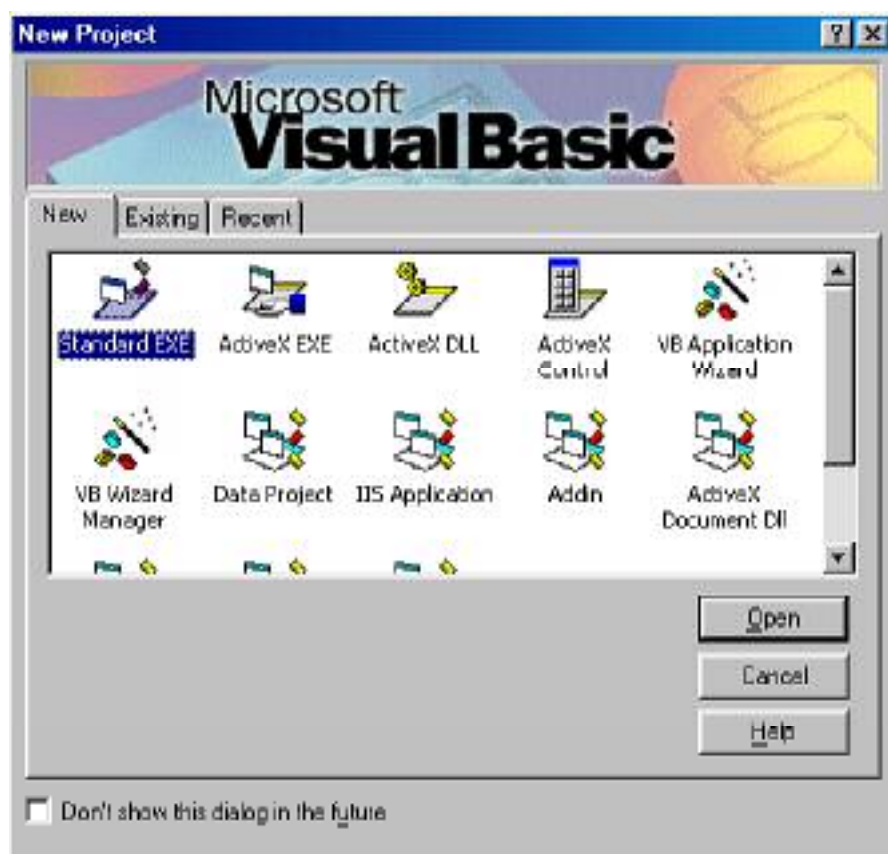 New Project
Microsoft
Visual Basic
New Existing Recent
Standard EXE ActiveX EXE ActiveX DLL ActiveX Control VB Application Wizard
VB Wizard Manager Data Project IIS Application Addin ActiveX Document Dll
Open
Cancel
Help
Don't show this dialog in the future